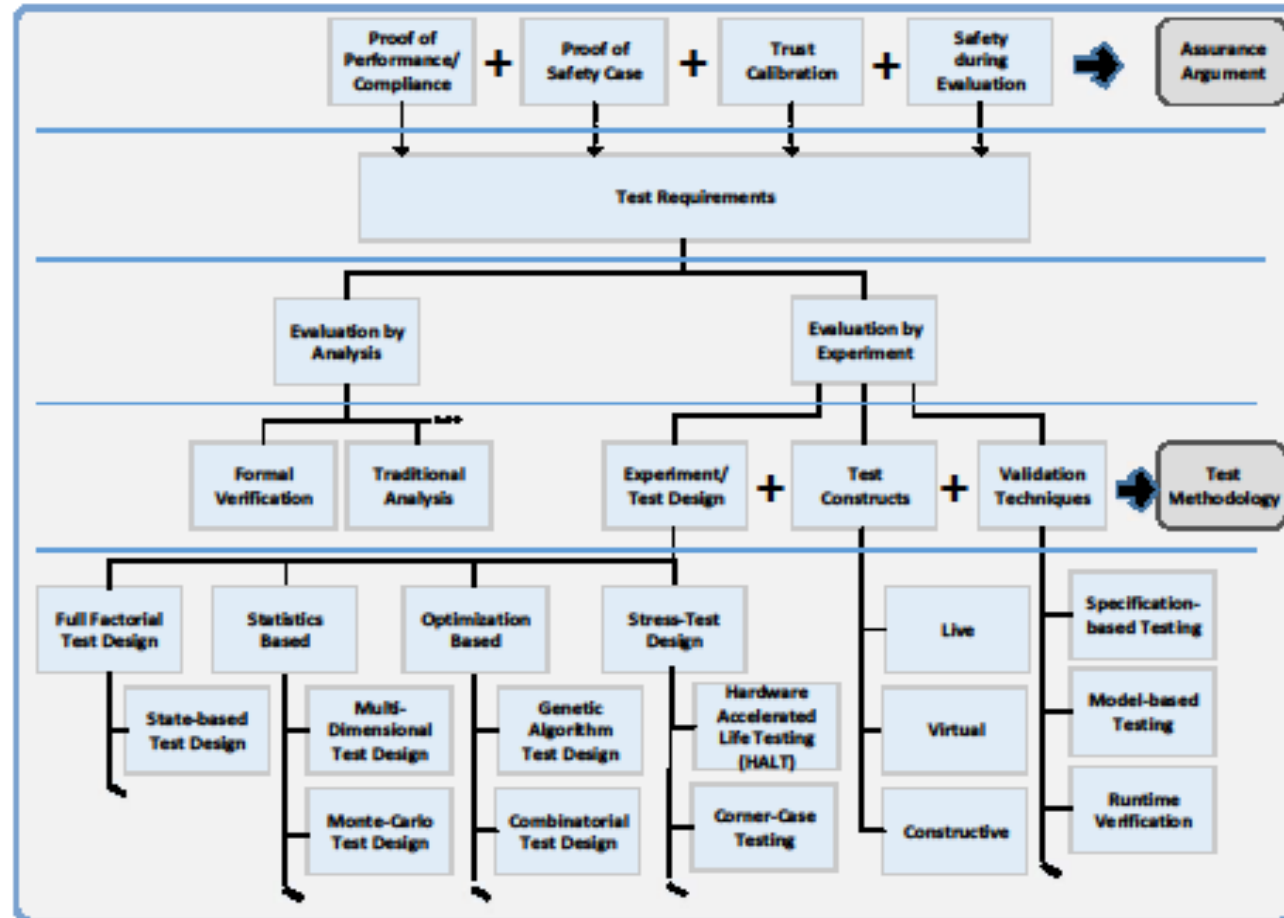 Proof of
Performance/
Compliance
+
Proof of
Safety Case
+
Trust
Calibration
+
Safety
during
Evaluation
Assurance
Argument
Test Requirements
Evaluation by
Analysis
Evaluation by
Experiment
Formal
Verification
Traditional
Analysis
Experiment/
Test Design
+
Test
Constructs
+
Validation
Techniques
Test
Methodology
Full Factorial
Test Design
Statistics
Based
Optimization
Based
Stress-Test
Design
State-based
Test Design
Multi-
Dimensional
Test Design
Monte-Carlo
Test Design
Genetic
Algorithm
Test Design
Combinatorial
Test Design
Hardware
Accelerated
Life Testing
(HALT)
Corner-Case
Testing
Live
Virtual
Constructive
Specification-
based Testing
Model-based
Testing
Runtime
Verification